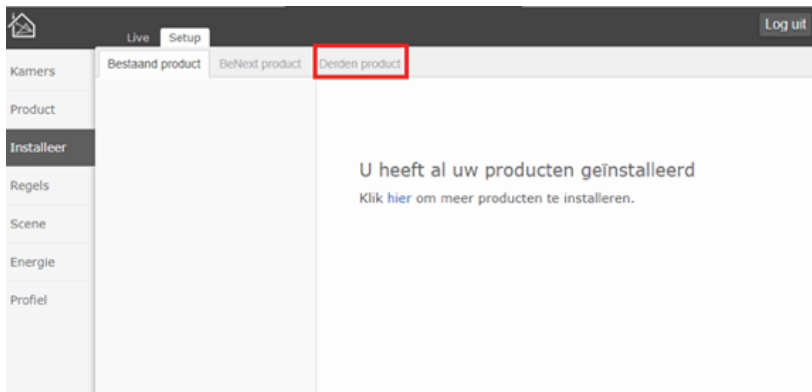 Live Setup Log uit
Bestaand product BeNext product Derden product
Kamers
Product
Installeer
Regels
Scene
Energie
Profiel
U heeft al uw producten geïnstalleerd
Klik hier om meer producten te installeren.